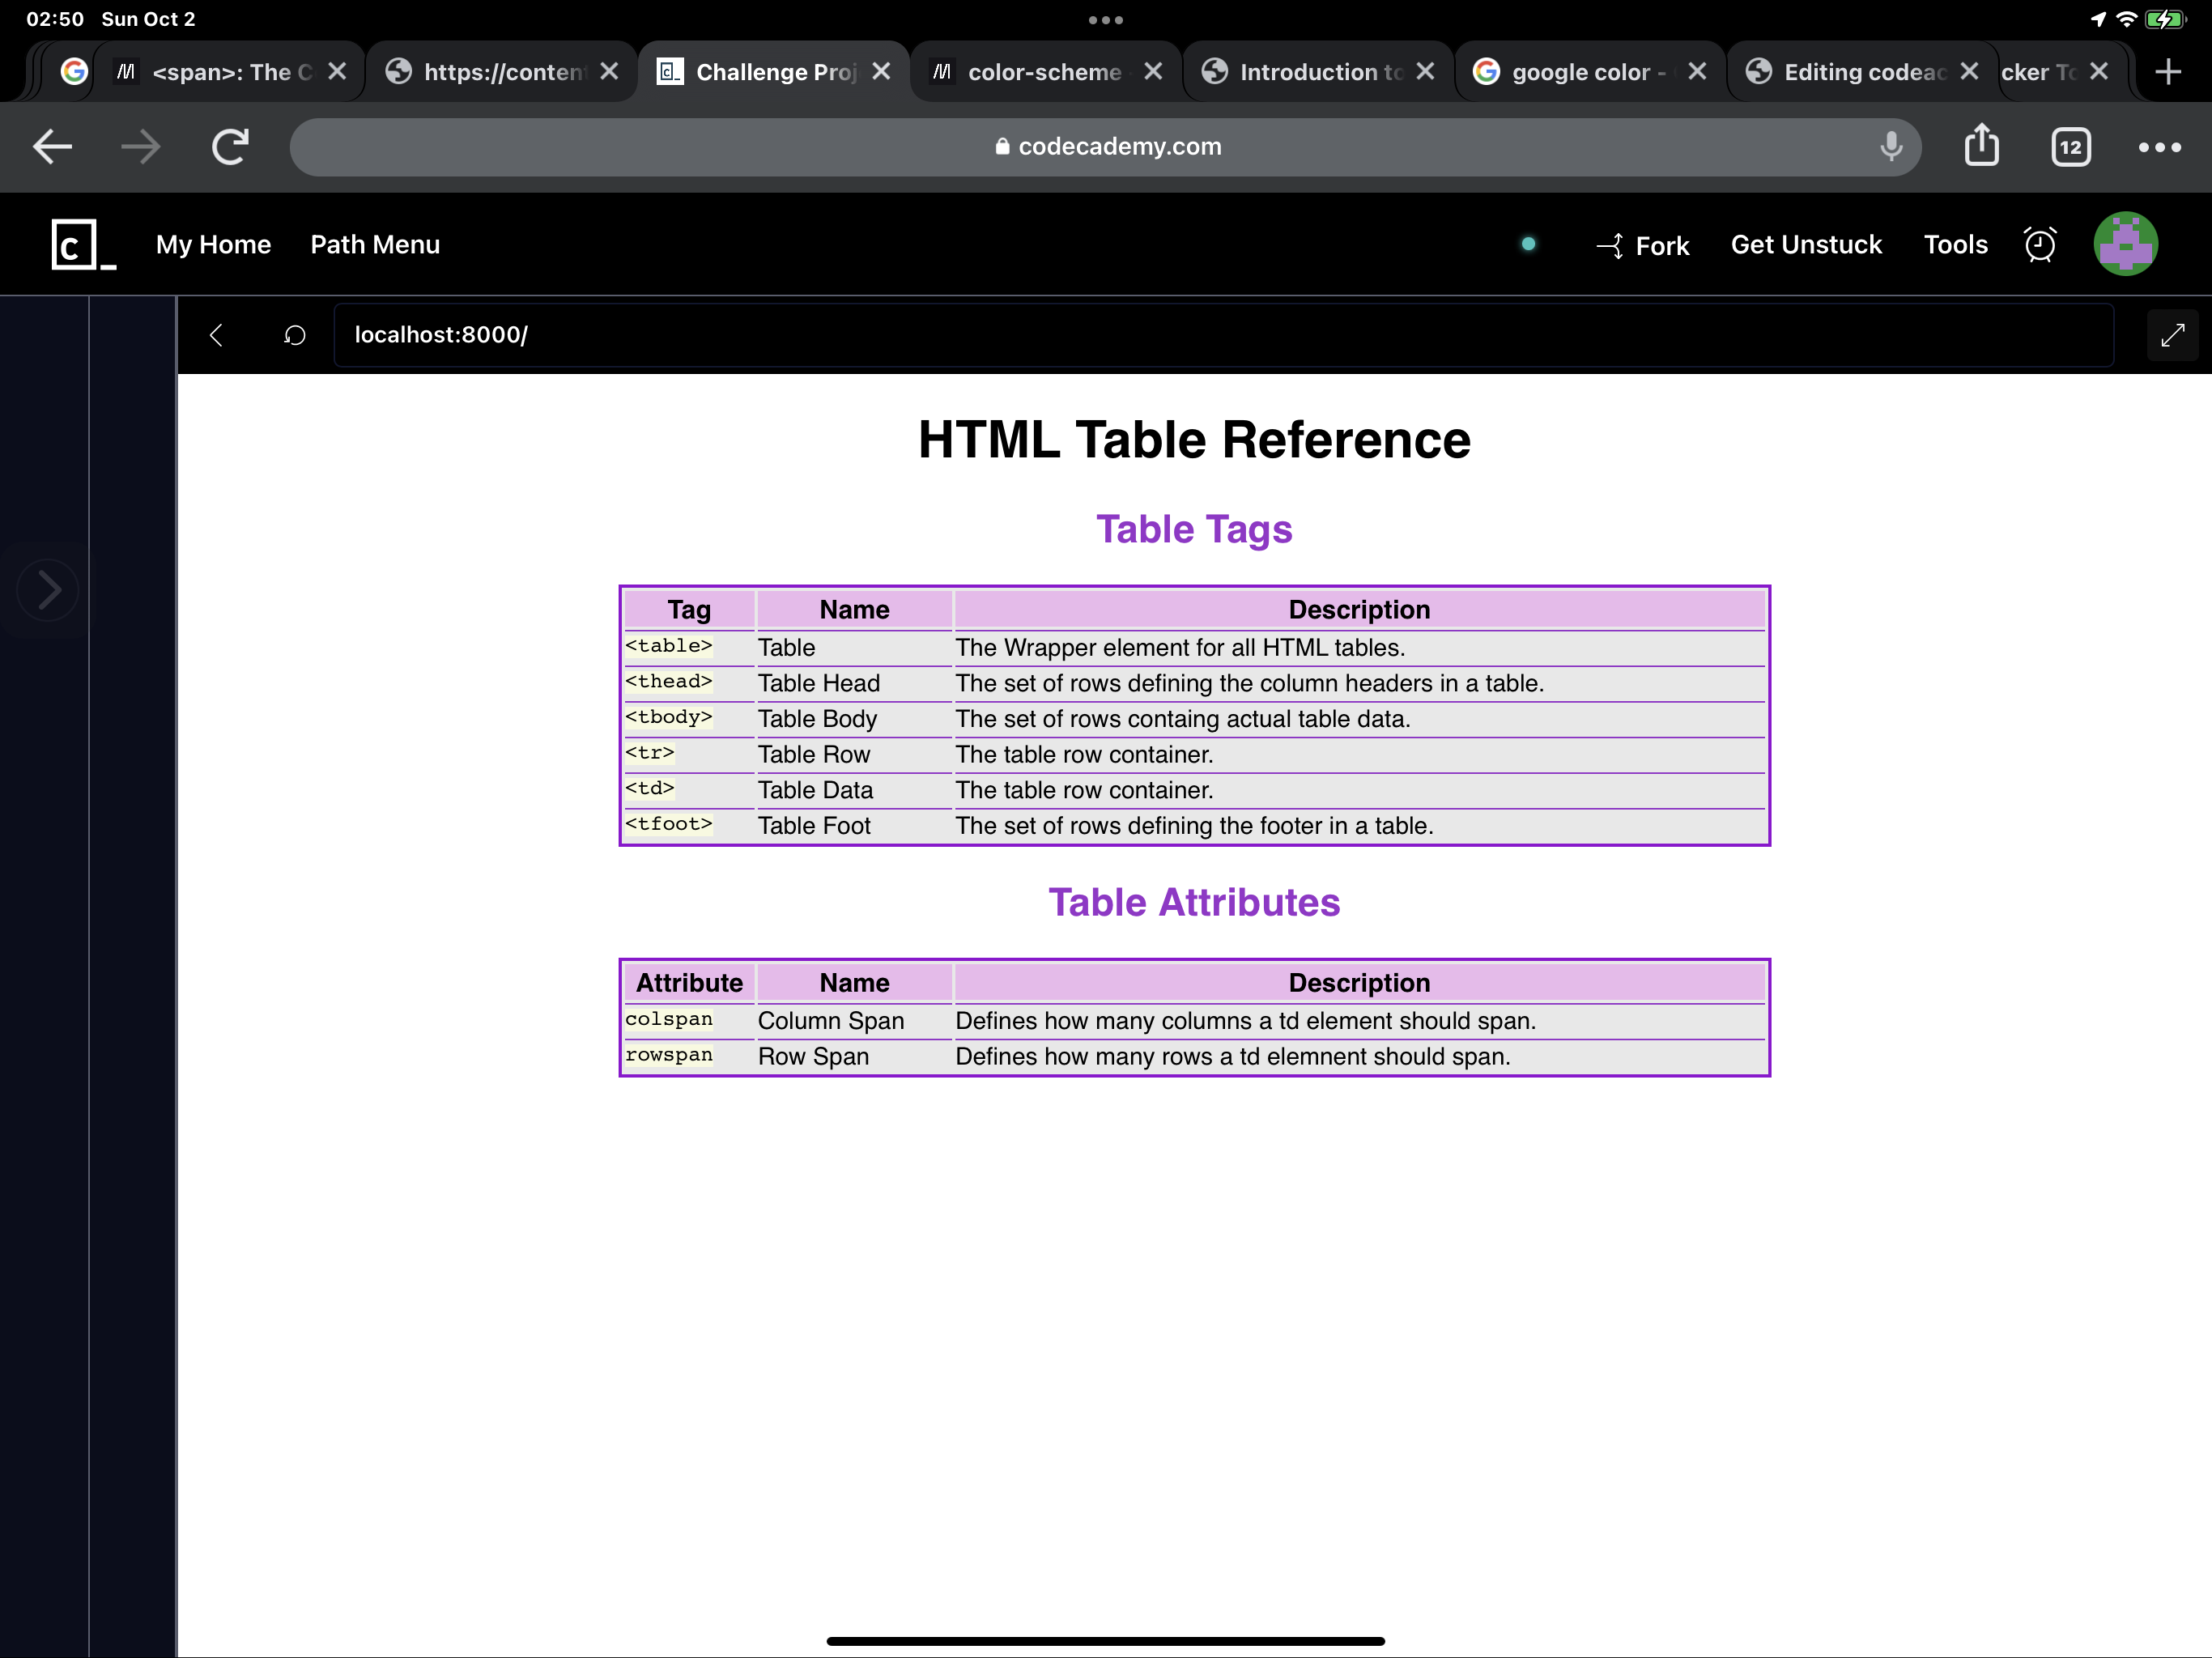 02:50 Sun Oct 2
<span>: The C
https://conten
Challenge Proj
color-scheme
Introduction to
google color -
Editing codeac
cker To
codecademy.com
12
My Home Path Menu Fork Get Unstuck Tools
localhost:8000/
HTML Table Reference
Table Tags
Tag Name Description
<table> Table The Wrapper element for all HTML tables.
<thead> Table Head The set of rows defining the column headers in a table.
<tbody> Table Body The set of rows containg actual table data.
<tr> Table Row The table row container.
<td> Table Data The table row container.
<tfoot> Table Foot The set of rows defining the footer in a table.
Table Attributes
Attribute Name Description
colspan Column Span Defines how many columns a td element should span.
rowspan Row Span Defines how many rows a td elemnent should span.